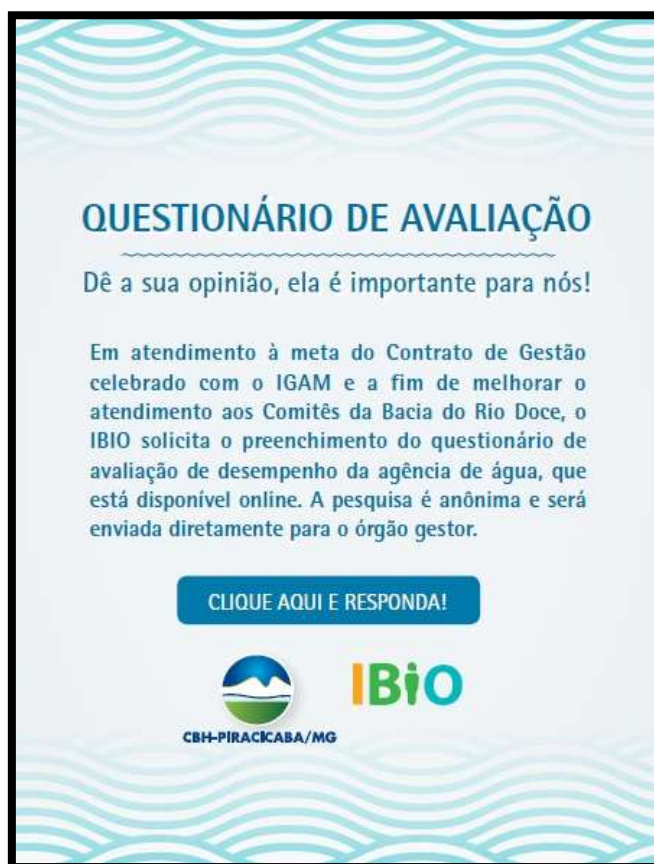 QUESTIONÁRIO DE AVALIAÇÃO
Dê a sua opinião, ela é importante para nós!
Em atendimento à meta do Contrato de Gestão
celebrado com o IGAM e a fim de melhorar o
atendimento aos Comitês da Bacia do Rio Doce, o
IBIO solicita o preenchimento do questionário de
avaliação de desempenho da agência de água, que
está disponível online. A pesquisa é anônima e será
enviada diretamente para o órgão gestor.
CLIQUE AQUI E RESPONDA!
IBiO
CBH-PIRACICABA/MG